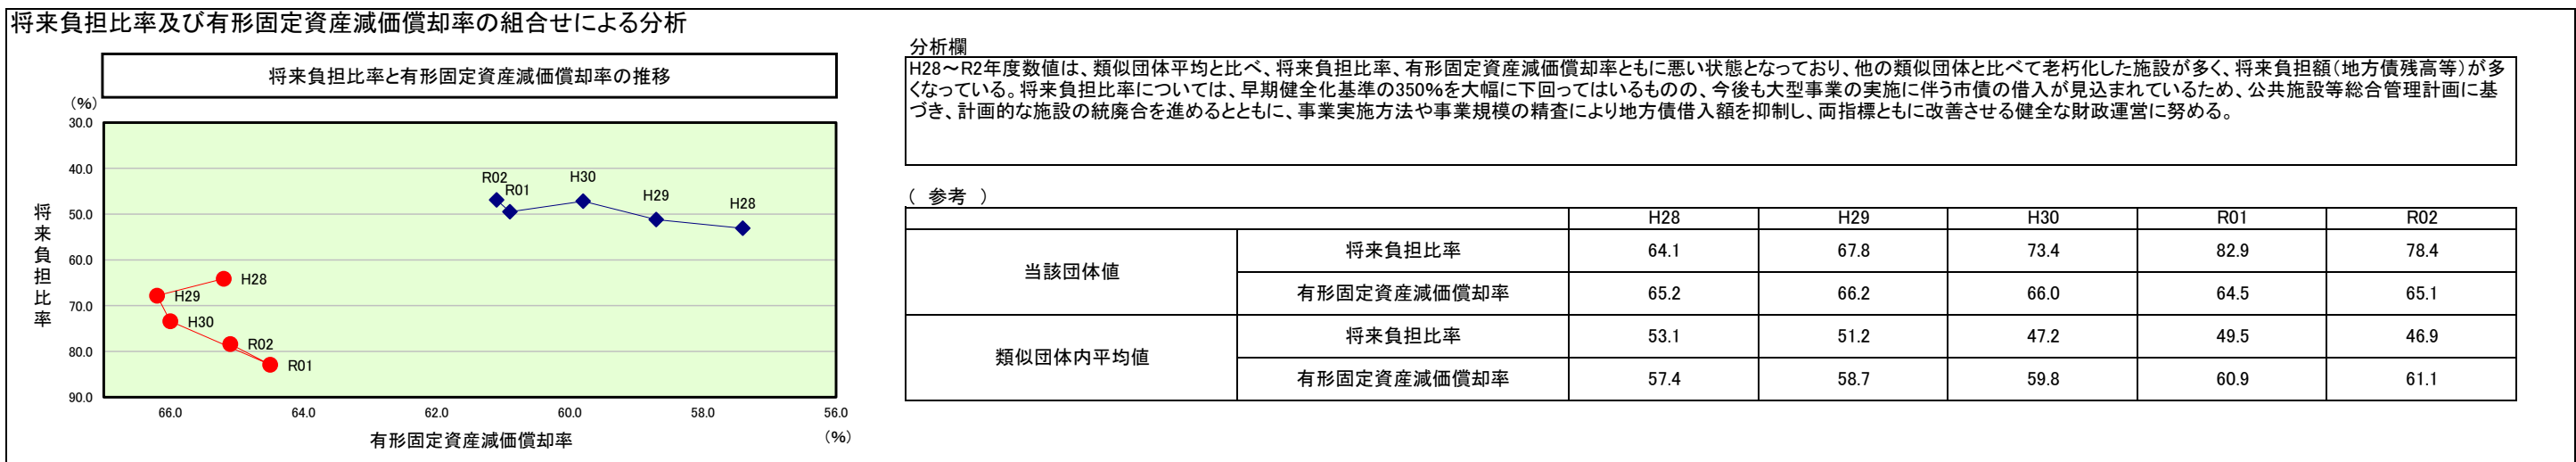 将来負担比率及び有形固定資産減価償却率の組合せによる分析
将来負担比率と有形固定資産減価償却率の推移
（%）
30.0
40.0
50.0
60.0
70.0
80.0
90.0
将来負担比率
R02
R01
H30
H29
H28
H28
H29
H30
R02
R01
66.0 64.0 62.0 60.0 58.0 56.0
有形固定資産減価償却率
（%）
分析欄
H28～R2年度数値は、類似団体平均と比べ、将来負担比率、有形固定資産減価償却率ともに悪い状態となっており、他の類似団体と比べて老朽化した施設が多く、将来負担額（地方債残高等）が多
くなっている。将来負担比率については、早期健全化基準の350%を大幅に下回ってはいるものの、今後も大型事業の実施に伴う市債の借入が見込まれているため、公共施設等総合管理計画に基
づき、計画的な施設の統廃合を進めるとともに、事業実施方法や事業規模の精査により地方債借入額を抑制し、両指標ともに改善させる健全な財政運営に努める。
（ 参考 ）
H28 H29 H30 R01 R02
当該団体値
将来負担比率 64.1 67.8 73.4 82.9 78.4
有形固定資産減価償却率 65.2 66.2 66.0 64.5 65.1
類似団体内平均値
将来負担比率 53.1 51.2 47.2 49.5 46.9
有形固定資産減価償却率 57.4 58.7 59.8 60.9 61.1